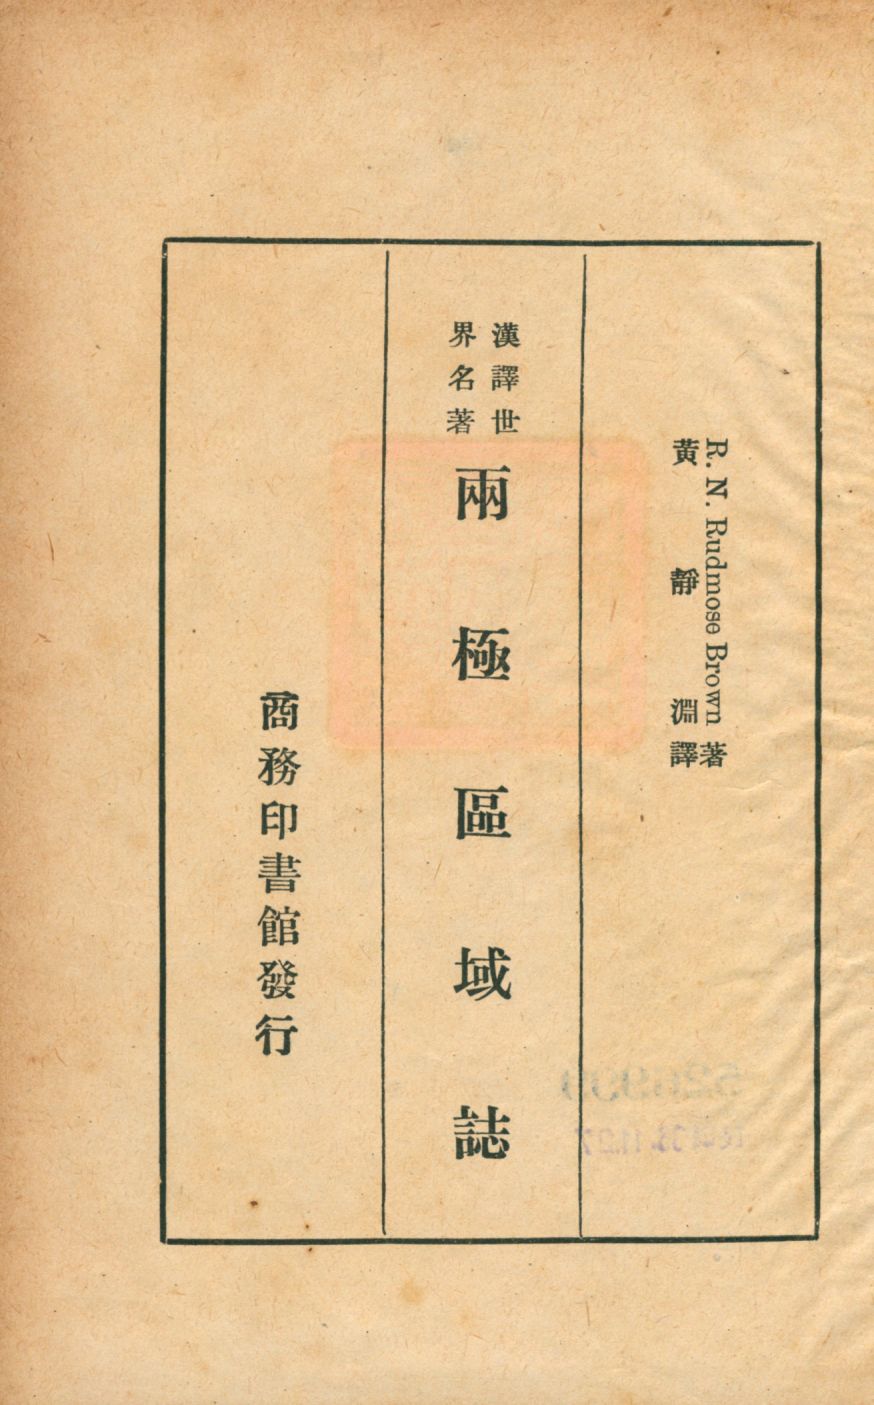 R. N. Rudmose Brown 著
黃靜淵譯
漢譯世
界名著
兩極區域誌
商務印書館發行